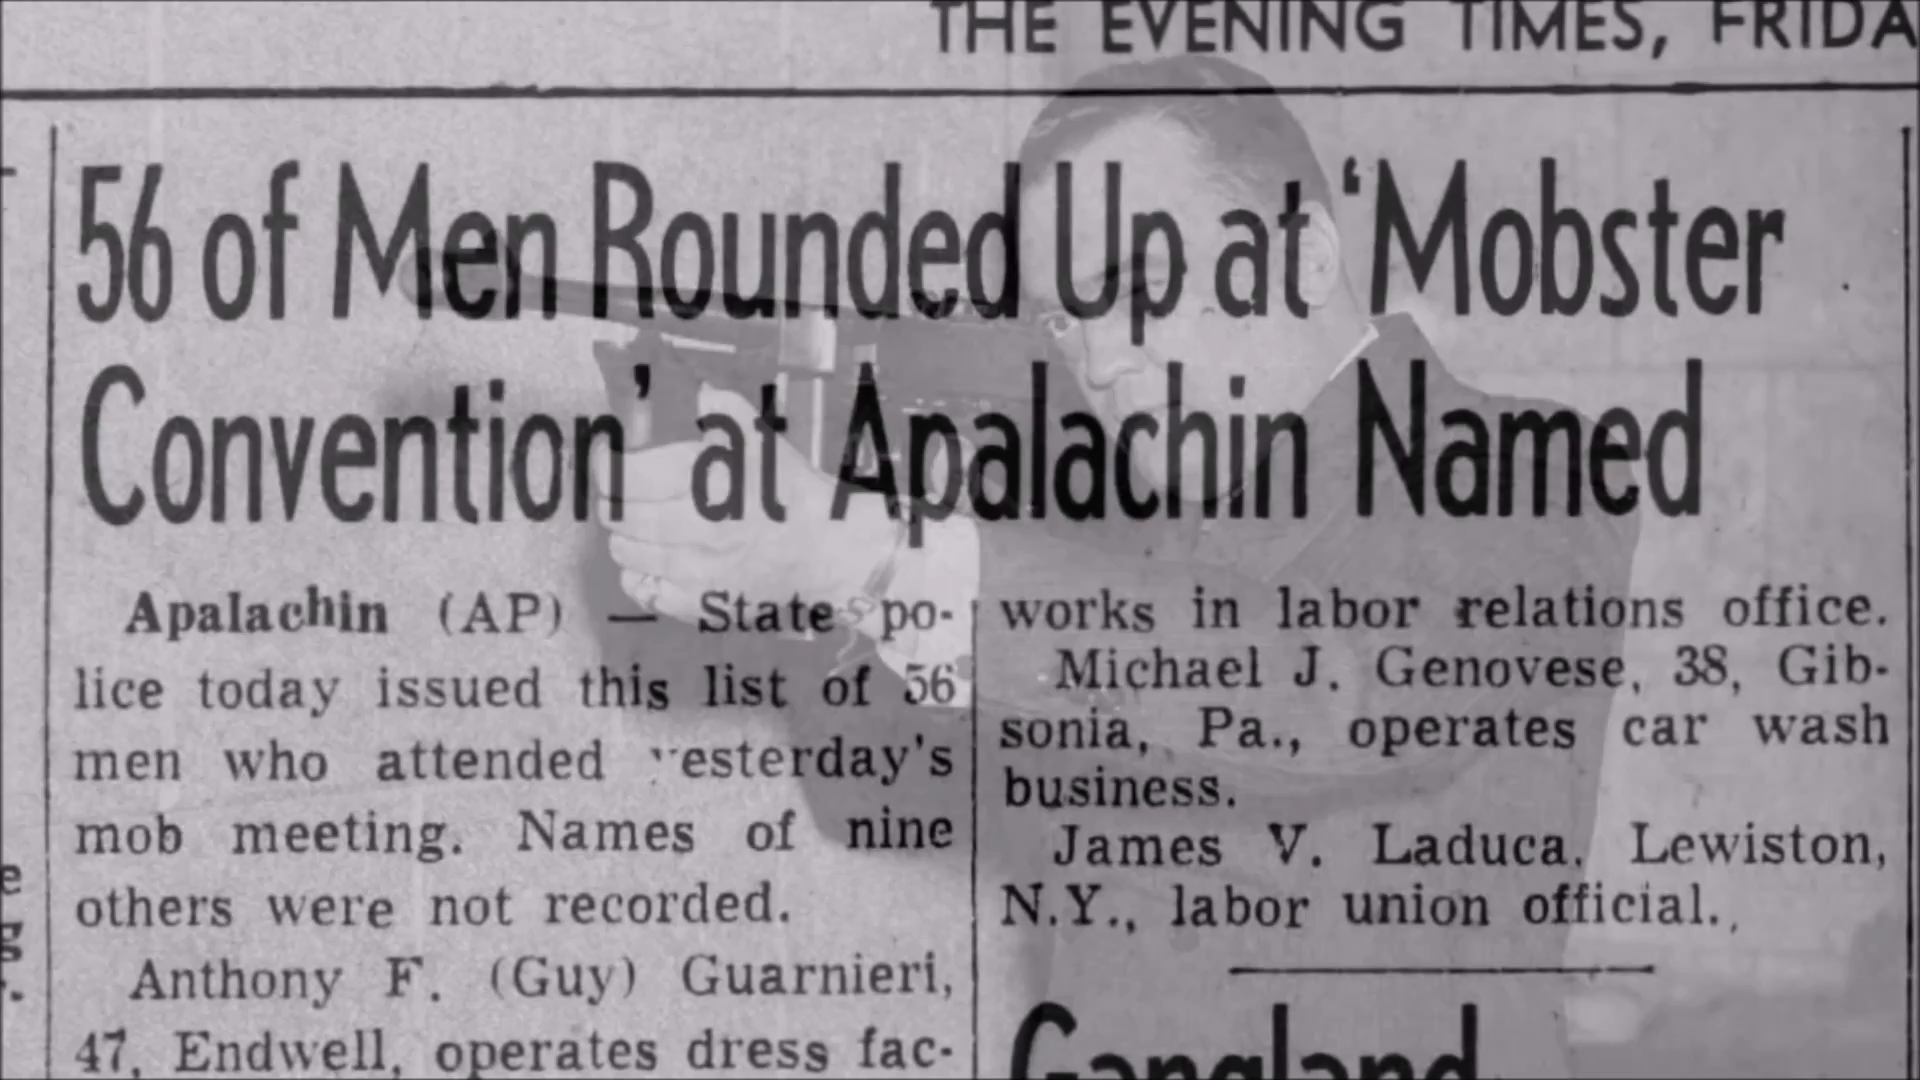 THE EVENING TIMES, FRIDA
56 of Men Rounded Up at ‘Mobster
Convention’ at Apalachin Named
Apalachin (AP) — State po-
lice today issued this list of 56
men who attended yesterday's
mob meeting. Names of nine
others were not recorded.
Anthony F. (Guy) Guarnieri,
47, Endwell, operates dress fac-
works in labor relations office.
Michael J. Genovese, 38, Gib-
sonia, Pa., operates car wash
business.
James V. Laduca, Lewiston,
N.Y., labor union official.
Gangland